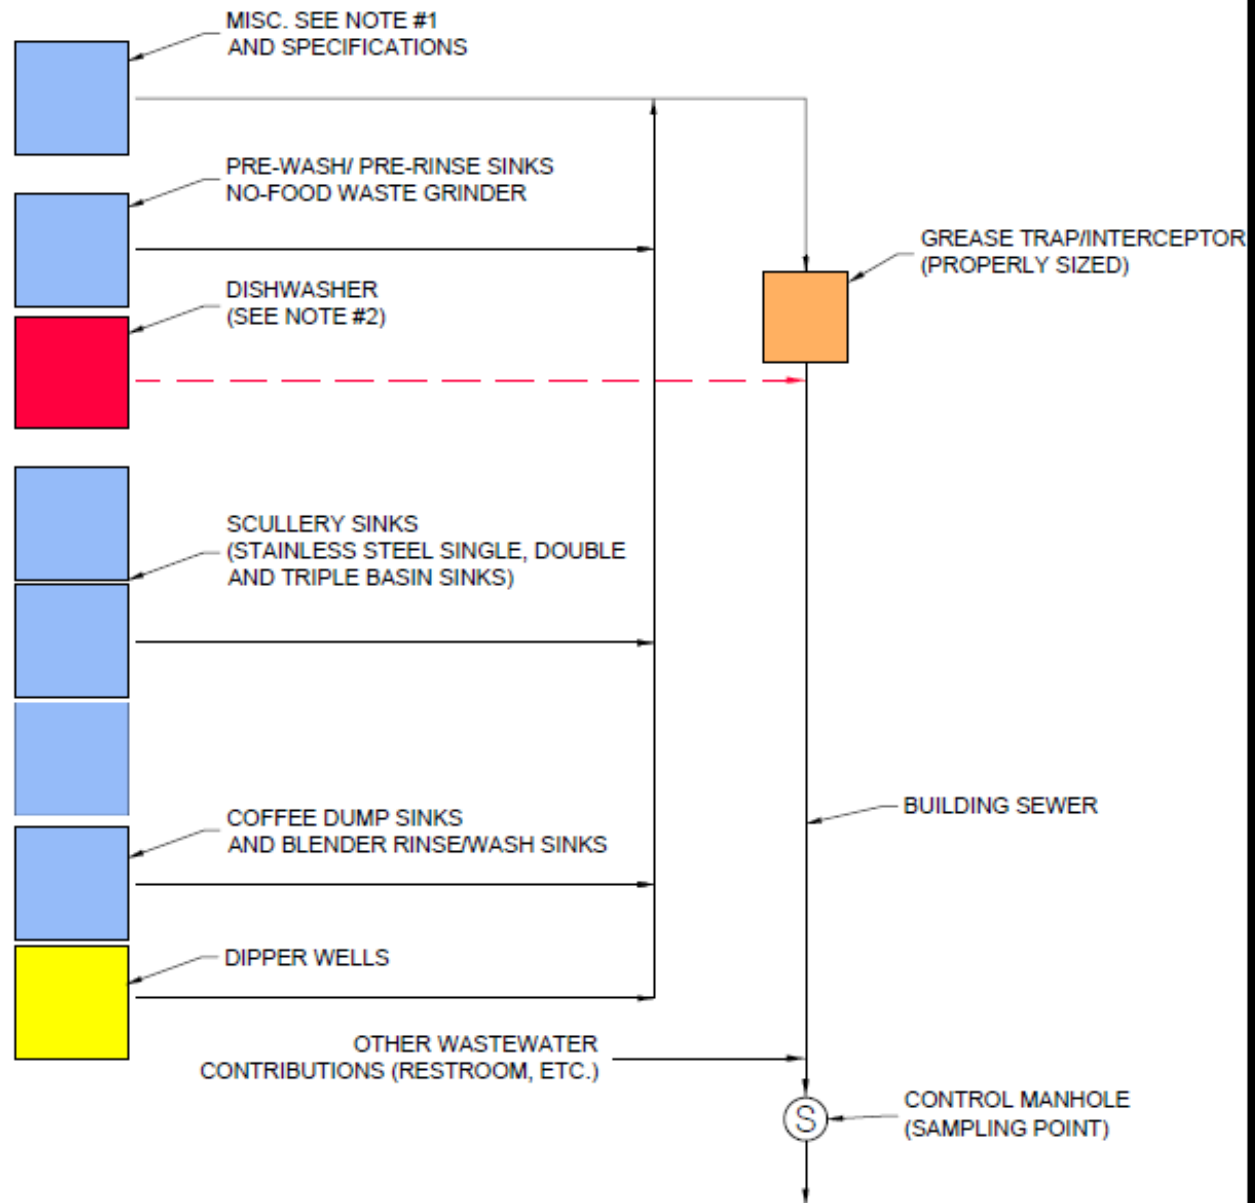 MISC. SEE NOTE #1
AND SPECIFICATIONS
PRE-WASH/ PRE-RINSE SINKS
NO-FOOD WASTE GRINDER
GREASE TRAP/INTERCEPTOR
(PROPERLY SIZED)
DISHWASHER
(SEE NOTE #2)
SCULLERY SINKS
(STAINLESS STEEL SINGLE, DOUBLE
AND TRIPLE BASIN SINKS)
BUILDING SEWER
COFFEE DUMP SINKS
AND BLENDER RINSE/WASH SINKS
DIPPER WELLS
OTHER WASTEWATER
CONTRIBUTIONS (RESTROOM, ETC.)
S
CONTROL MANHOLE
(SAMPLING POINT)